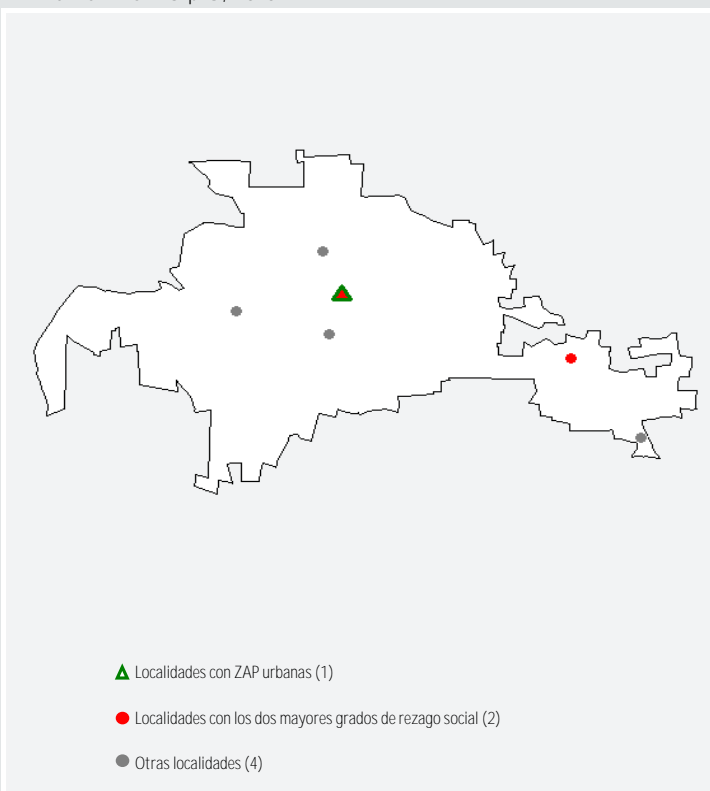 Localidades con ZAP urbanas (1)
Localidades con los dos mayores grados de rezago social (2)
Otras localidades (4)